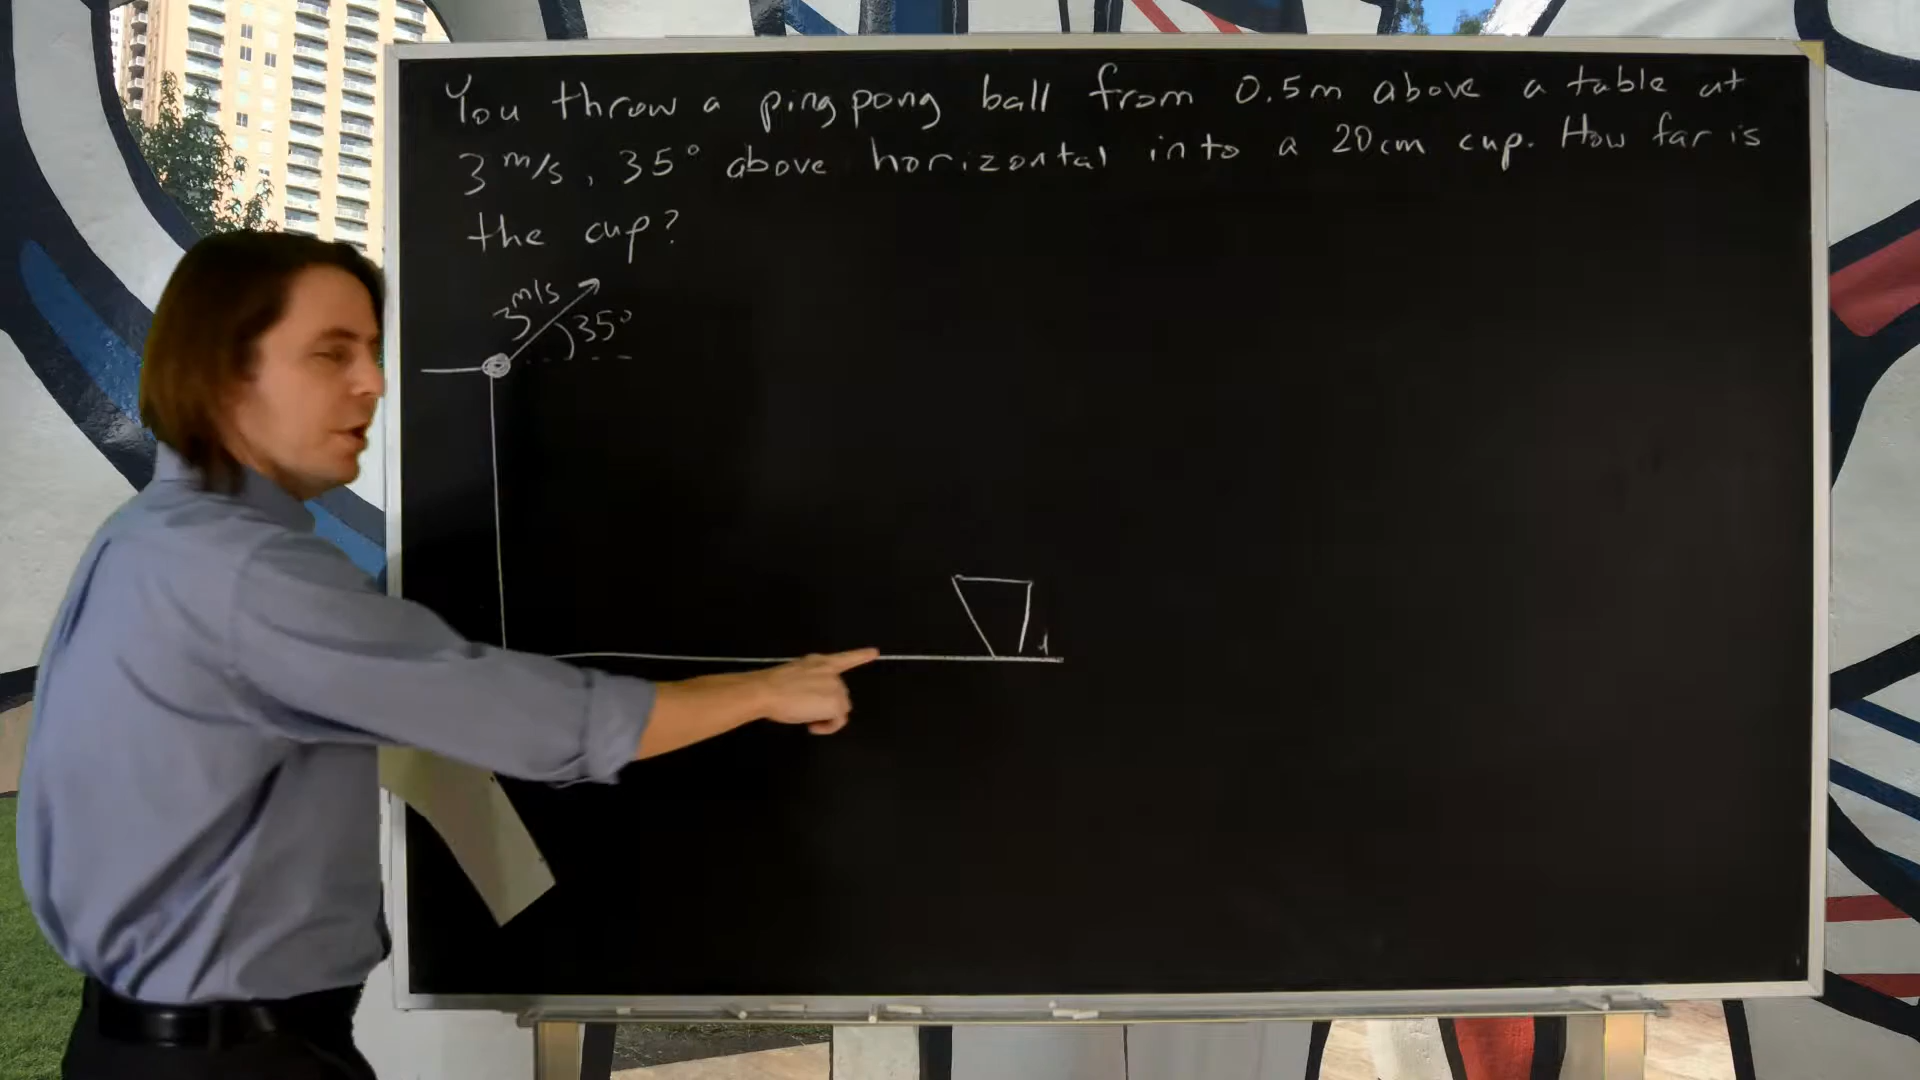 You throw a ping pong ball from 0.5m above a table at
3 m/s, 35° above horizontal into a 20cm cup. How far is
the cup?
3 m/s
35°